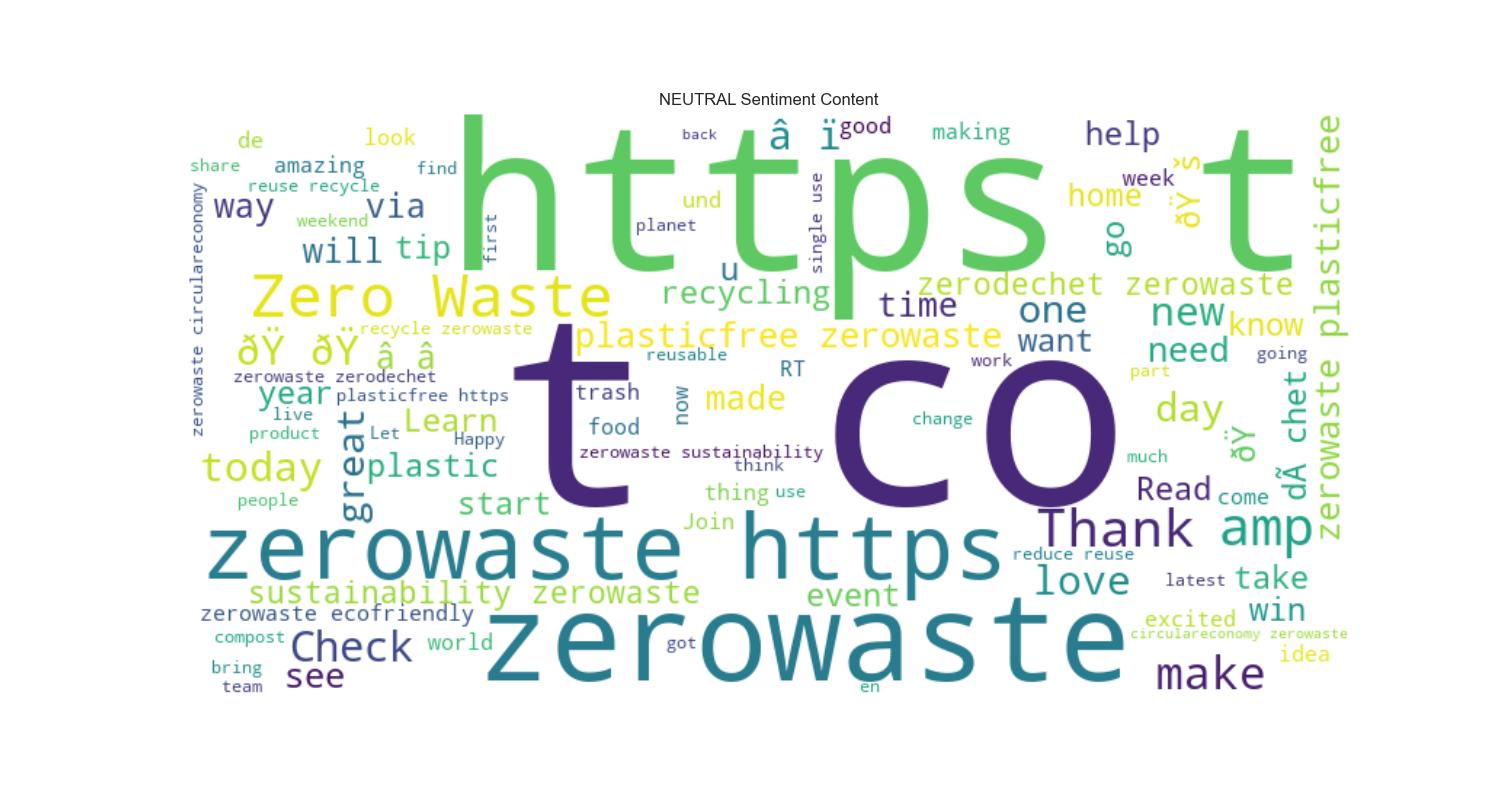 NEUTRAL Sentiment Content
https t
t co
zerowaste https
zerowaste
Zero Waste
de
look
back
â ï
good
making
help
share
amazing
find
reuse recycle
way
via
weekend
will
tip
first
und
planet
single use
u
home
week
ðŸ š
go
zerowaste plasticfree
zerowaste circulareconomy
recycling
zerodechet zerowaste
time
one
new
know
plasticfree zerowaste
want
need
going
ðŸ ðŸ
recycle zerowaste
â â
reusable
RT
work
part
zerowaste zerodechet
year
plasticfree https
trash
now
made
day
dÃ chet
live
Learn
food
change
product
Let
Happy
great
zerowaste sustainability
ðŸ
today
plastic
think
much
people
start
thing
use
Read
come
Join
Thank
amp
reduce reuse
sustainability zerowaste
event
love
latest
take
zerowaste ecofriendly
excited
win
compost
Check
world
got
circulareconomy zerowaste
idea
bring
see
team
en
make